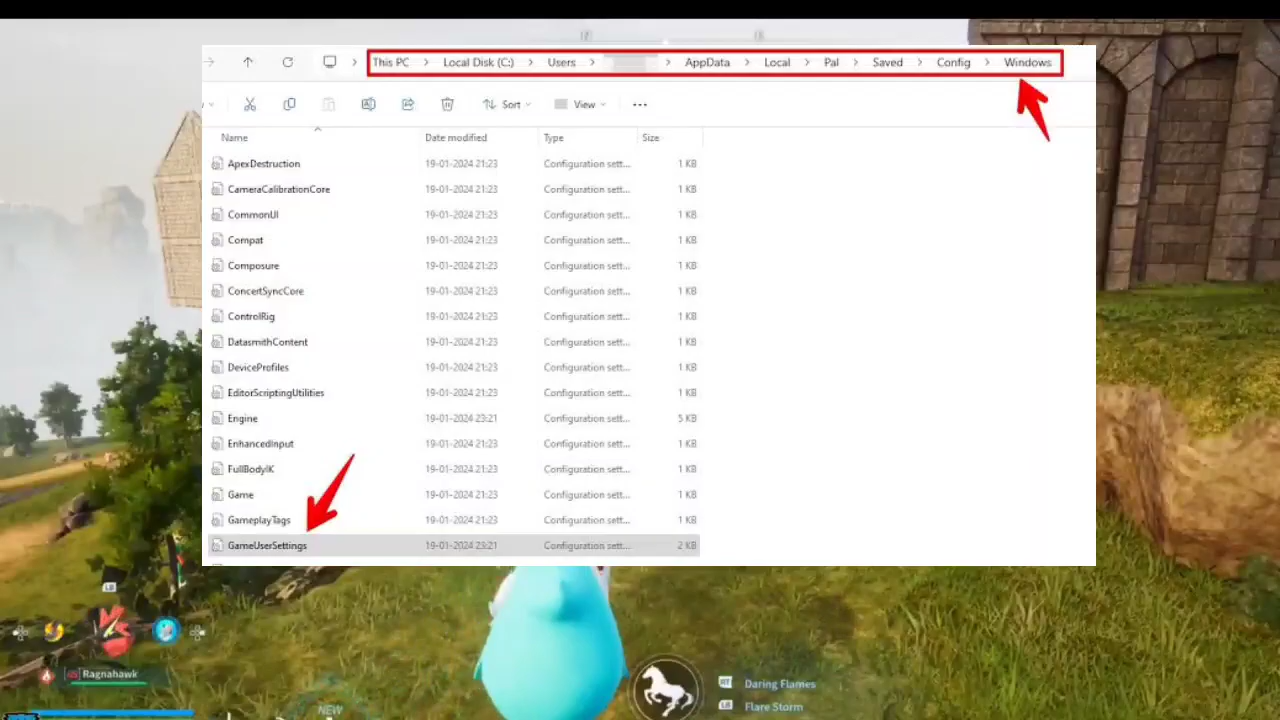 This PC > Local Disk (C:) > Users > > AppData > Local > Pal > Saved > Config > Windows
Sort View ...
Name Date modified Type Size
ApexDestruction 19-01-2024 21:23 Configuration sett... 1 KB
CameraCalibrationCore 19-01-2024 21:23 Configuration sett... 1 KB
CommonUI 19-01-2024 21:23 Configuration sett... 1 KB
Compat 19-01-2024 21:23 Configuration sett... 1 KB
Composure 19-01-2024 21:23 Configuration sett... 1 KB
ConcertSyncCore 19-01-2024 21:23 Configuration sett... 1 KB
ControlRig 19-01-2024 21:23 Configuration sett... 1 KB
DatasmithContent 19-01-2024 21:23 Configuration sett... 1 KB
DeviceProfiles 19-01-2024 21:23 Configuration sett... 1 KB
EditorScriptingUtilities 19-01-2024 21:23 Configuration sett... 1 KB
Engine 19-01-2024 23:21 Configuration sett... 5 KB
EnhancedInput 19-01-2024 21:23 Configuration sett... 1 KB
FullBodyIK 19-01-2024 21:23 Configuration sett... 1 KB
Game 19-01-2024 21:23 Configuration sett... 1 KB
GameplayTags 19-01-2024 21:23 Configuration sett... 1 KB
GameUserSettings 19-01-2024 23:21 Configuration sett... 2 KB
LB
Ragnahawk
RT Daring Flames
LB Flare Storm
NEW